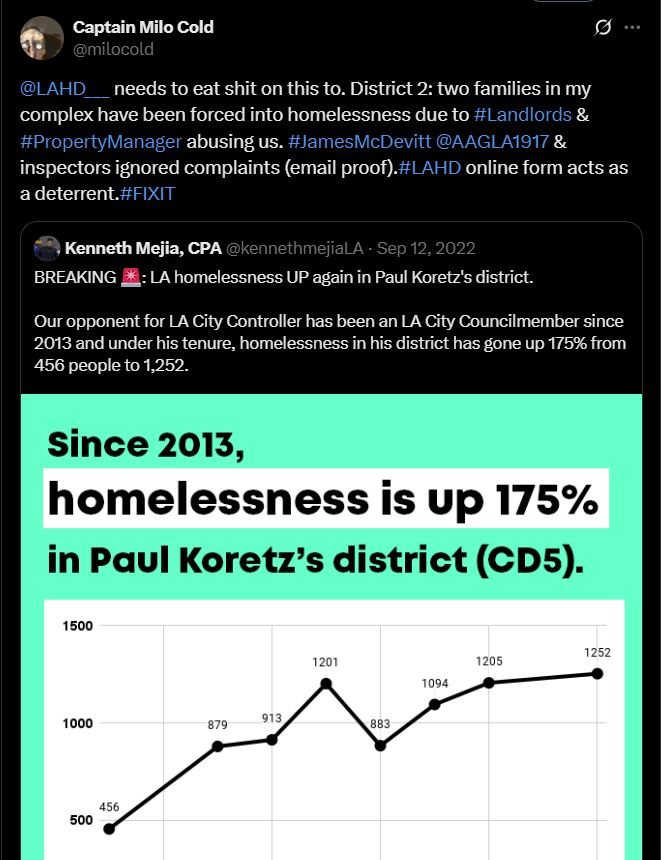 Captain Milo Cold
@milocold
@LAHD___ needs to eat shit on this to. District 2: two families in my
complex have been forced into homelessness due to #Landlords &
#PropertyManager abusing us. #JamesMcDevitt @AAGLA1917 &
inspectors ignored complaints (email proof).#LAHD online form acts as
a deterrent.#FIXIT
Kenneth Mejia, CPA @kennethmejiaLA · Sep 12, 2022
BREAKING 🚨: LA homelessness UP again in Paul Koretz's district.
Our opponent for LA City Controller has been an LA City Councilmember since
2013 and under his tenure, homelessness in his district has gone up 175% from
456 people to 1,252.
Since 2013,
homelessness is up 175%
in Paul Koretz’s district (CD5).
1500
1252
1201
1205
1094
1000
879
913
883
456
500